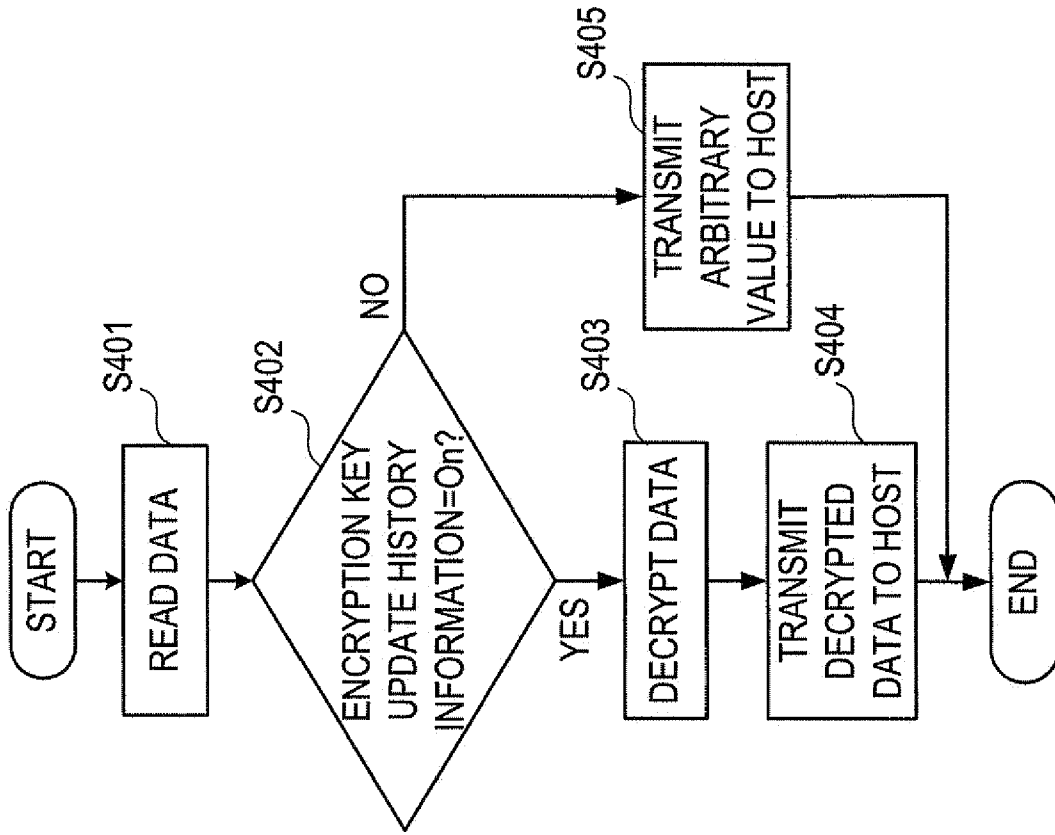 START
S401
READ DATA
S402
ENCRYPTION KEY
UPDATE HISTORY
INFORMATION=On?
NO
YES
S403
DECRYPT DATA
S404
TRANSMIT
DECRYPTED
DATA TO HOST
S405
TRANSMIT
ARBITRARY
VALUE TO HOST
END